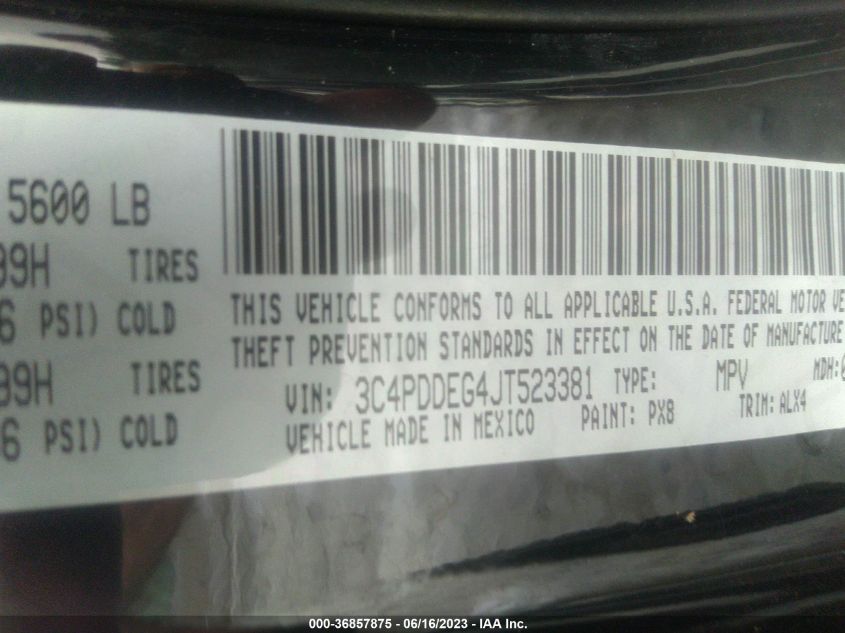 5600 LB
99H TIRES
6 PSI) COLD
99H TIRES
6 PSI) COLD
THIS VEHICLE CONFORMS TO ALL APPLICABLE U.S.A. FEDERAL MOTOR VE
THEFT PREVENTION STANDARDS IN EFFECT ON THE DATE OF MANUFACTURE
VIN: 3C4PDDEG4JT523381 TYPE: MPV MDH:0
VEHICLE MADE IN MEXICO PAINT: PX8 TRIM: ALX4
000-36857875 - 06/16/2023 - IAA Inc.